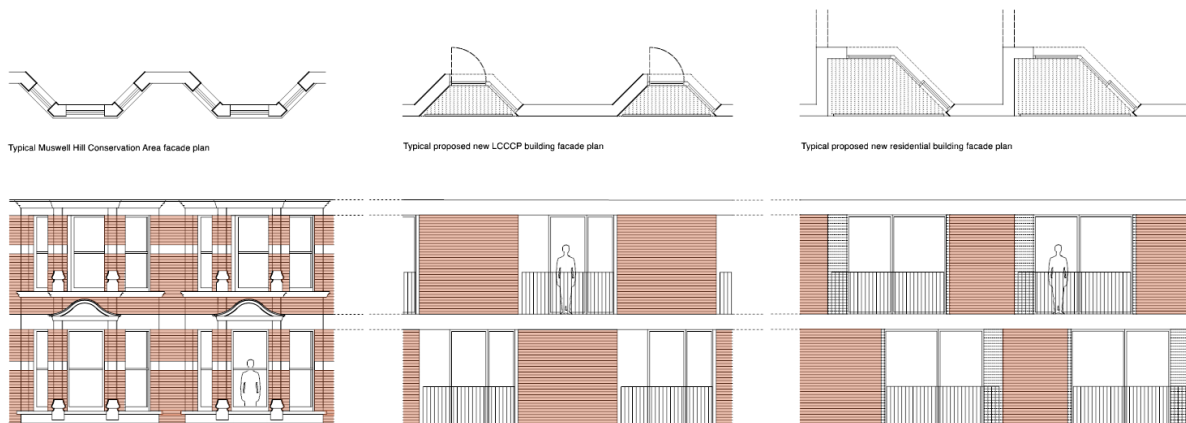 Typical Muswell Hill Conservation Area facade plan
Typical proposed new LCCCP building facade plan
Typical proposed new residential building facade plan